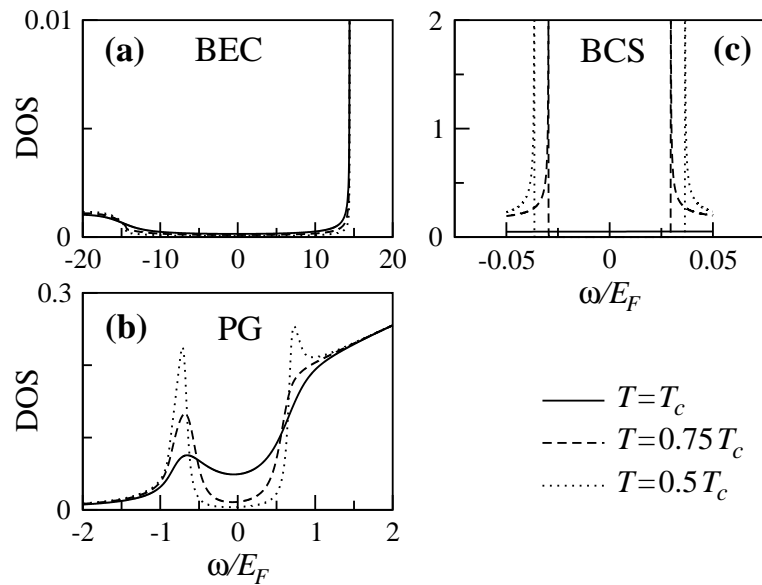 0.01
(a) BEC
DOS
0
-20 -10 0 10 20
2
BCS (c)
1
0
-0.05 0 0.05
ω/E_F
0.3
(b) PG
DOS
0
-2 -1 0 1 2
ω/E_F
T=T_c
T=0.75T_c
T=0.5T_c